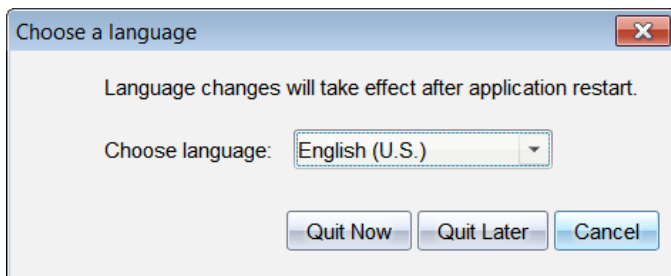 Choose a language
Language changes will take effect after application restart.
Choose language: English (U.S.)
Quit Now Quit Later Cancel